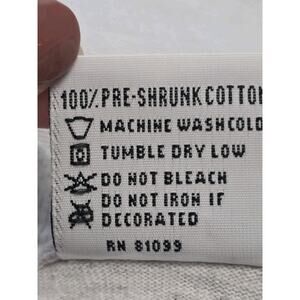 100% PRE-SHRUNK COTTON
MACHINE WASH COLD
TUMBLE DRY LOW
DO NOT BLEACH
DO NOT IRON IF
DECORATED
RN 81099